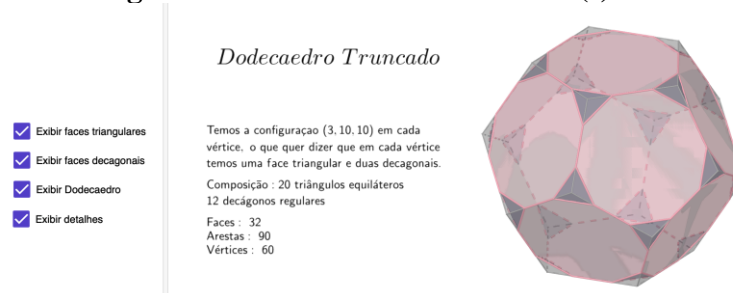 Dodecaedro Truncado
Exibir faces triangulares
Exibir faces decagonais
Exibir Dodecaedro
Exibir detalhes
Temos a configuraçao (3, 10, 10) em cada
vértice, o que quer dizer que em cada vértice
temos uma face triangular e duas decagonais.
Composição : 20 triângulos equiláteros
12 decágonos regulares
Faces : 32
Arestas : 90
Vértices : 60